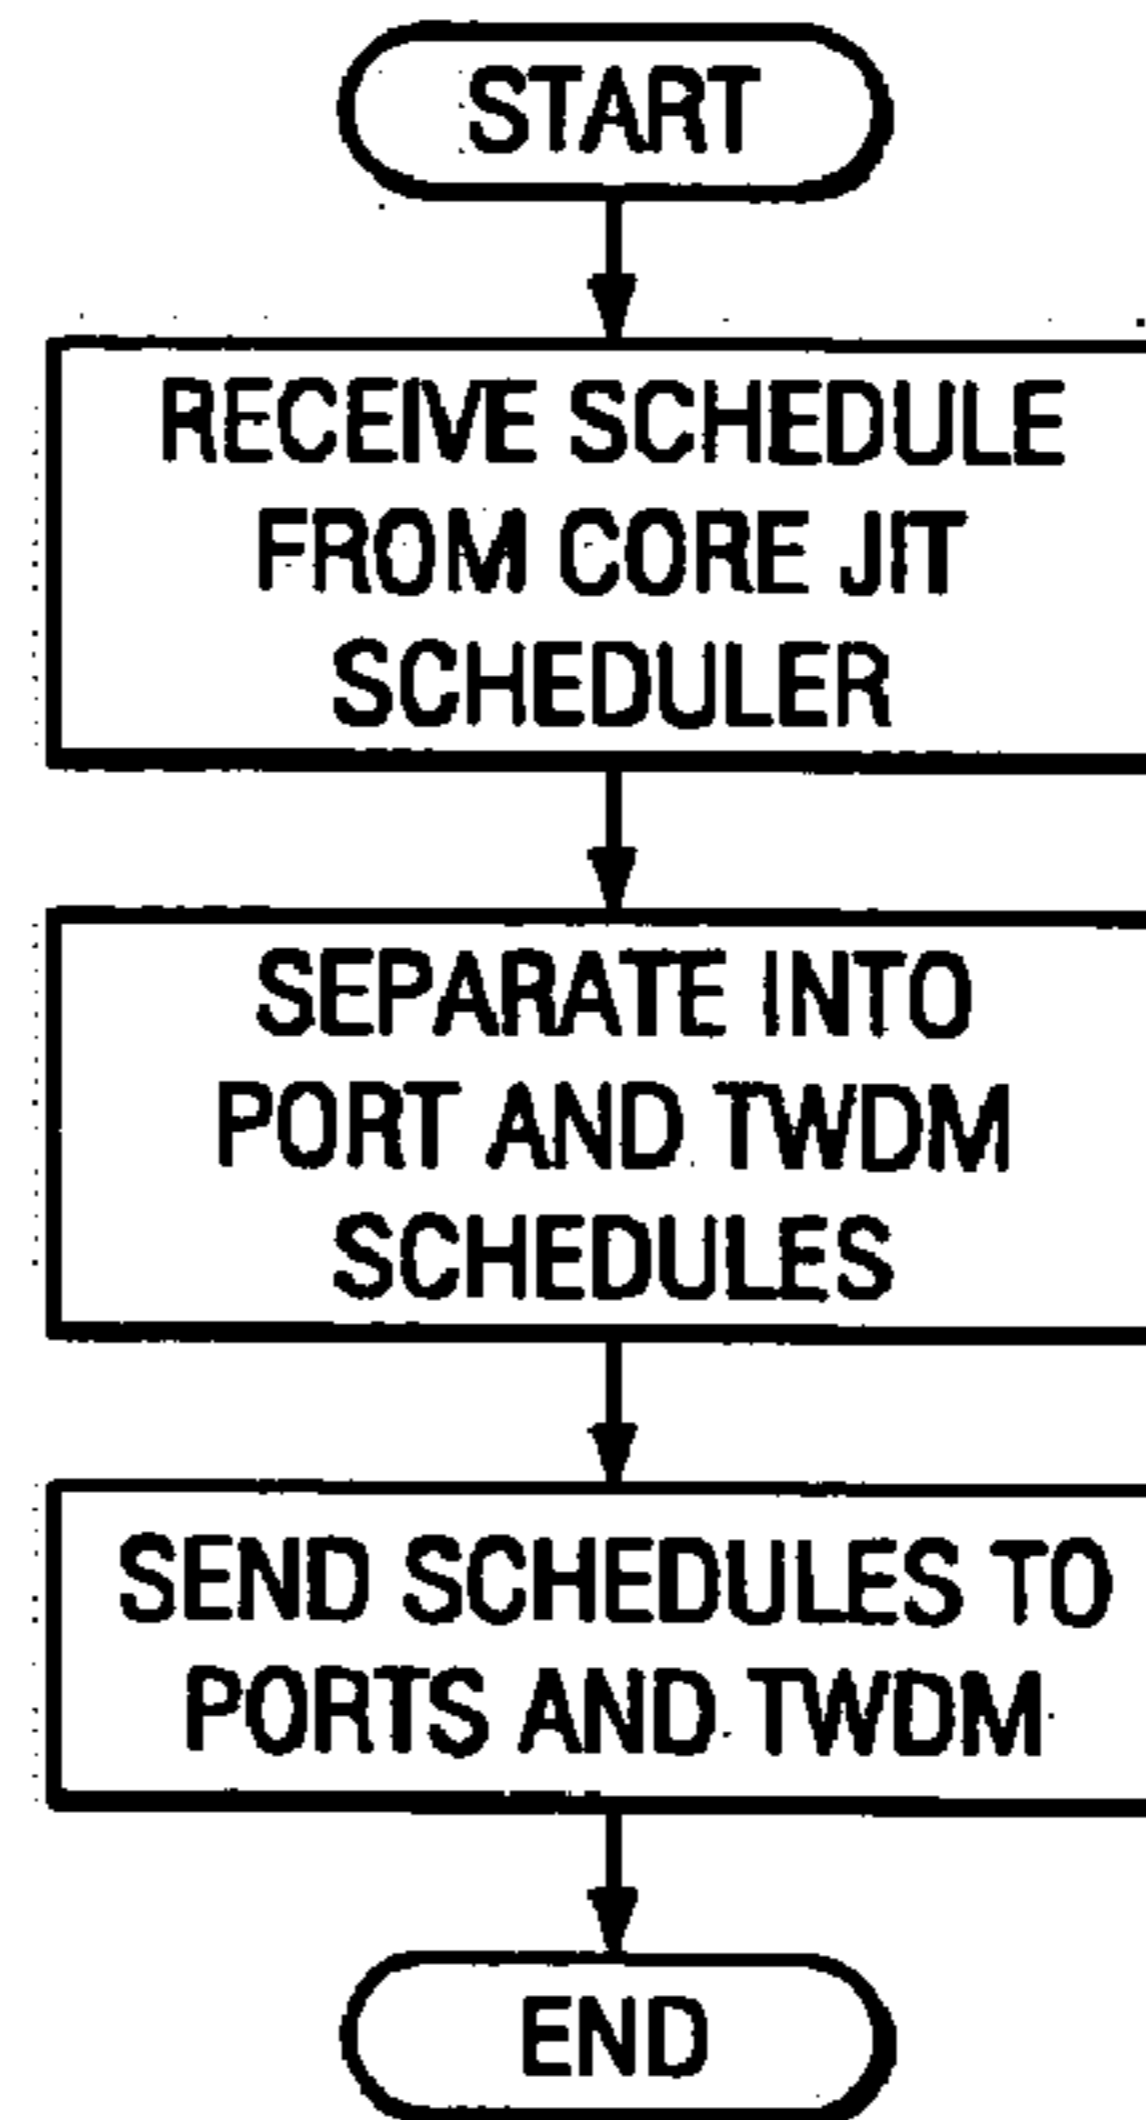 START
RECEIVE SCHEDULE
FROM CORE JIT
SCHEDULER
SEPARATE INTO
PORT AND TWDM
SCHEDULES
SEND SCHEDULES TO
PORTS AND TWDM
END